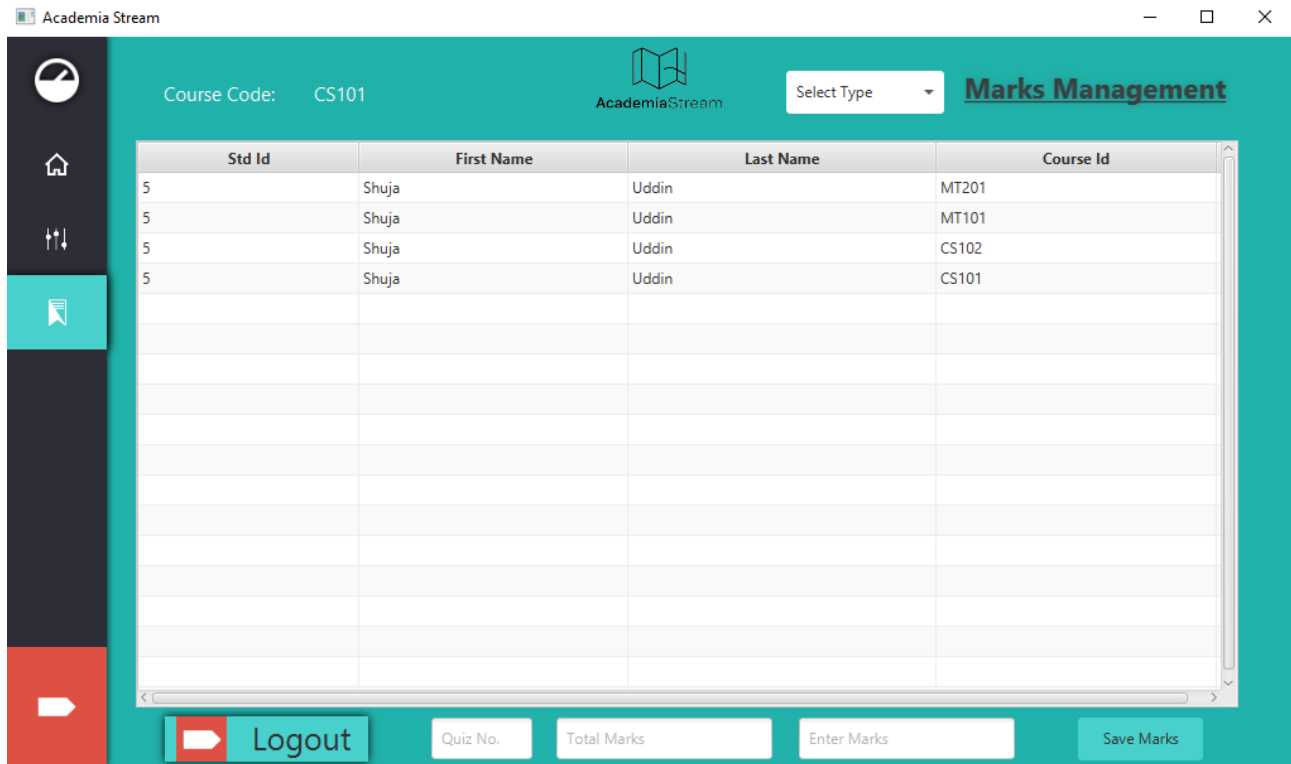 Academia Stream
Course Code: CS101
AcademiaStream
Select Type
Marks Management
Std Id First Name Last Name Course Id
5 Shuja Uddin MT201
5 Shuja Uddin MT101
5 Shuja Uddin CS102
5 Shuja Uddin CS101
Logout Quiz No. Total Marks Enter Marks Save Marks